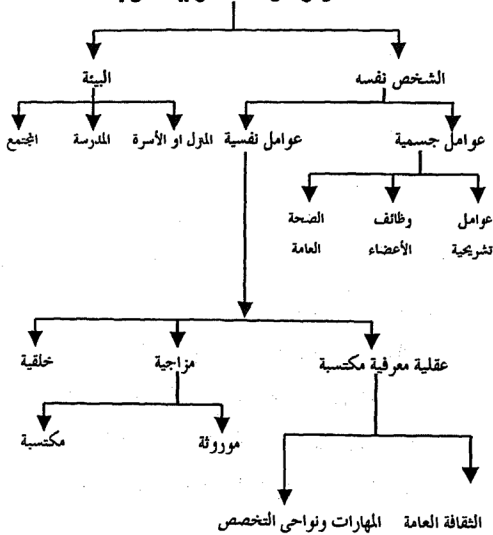 الشخص نفسه
البيئة
عوامل جسمية
عوامل نفسية
المنزل او الأسرة
المدرسة
المجتمع
عوامل تشريحية
وظائف الأعضاء
الصحة العامة
عقلية معرفية مكتسبة
مزاجية
خلقية
موروثة
مكتسبة
الثقافة العامة
المهارات ونواحى التخصص